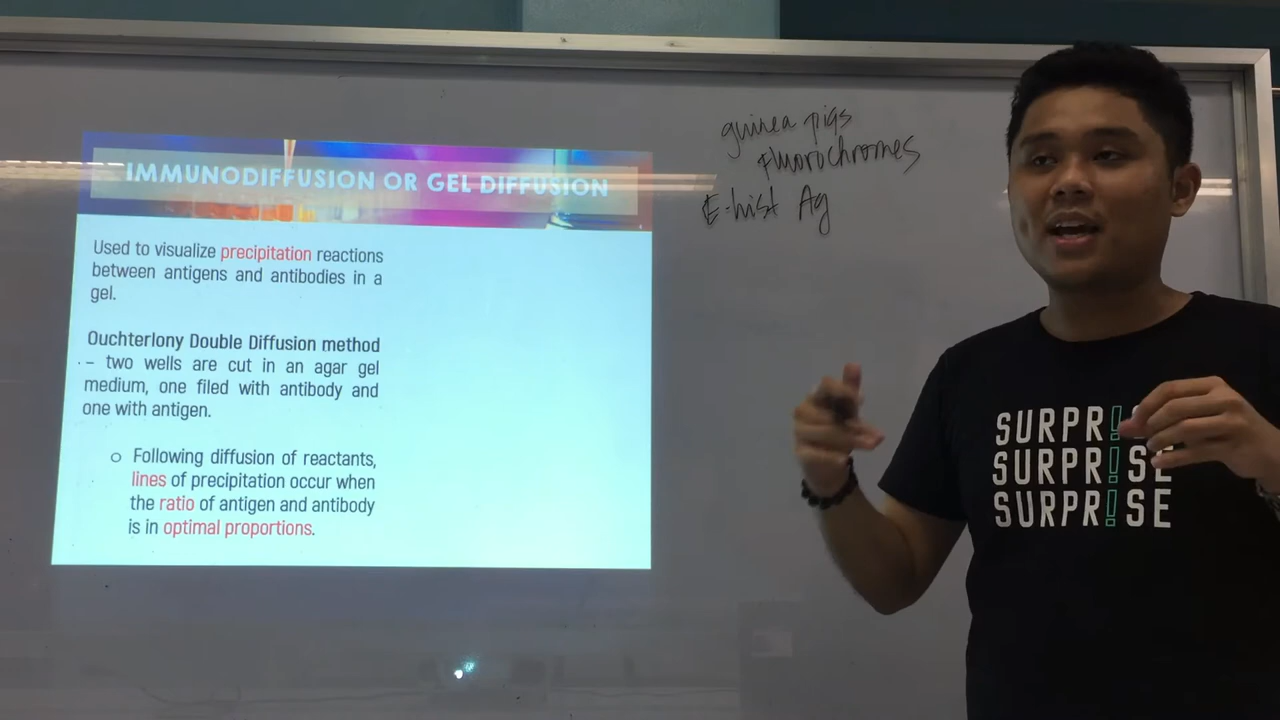 IMMUNODIFFUSION OR GEL DIFFUSION
Used to visualize precipitation reactions
between antigens and antibodies in a
gel.
Ouchterlony Double Diffusion method
– two wells are cut in an agar gel
medium, one filed with antibody and
one with antigen.
o Following diffusion of reactants,
lines of precipitation occur when
the ratio of antigen and antibody
is in optimal proportions.
guinea pigs
fluorochromes
E. hist Ag
SURPR!SE
SURPR!SE
SURPR!SE